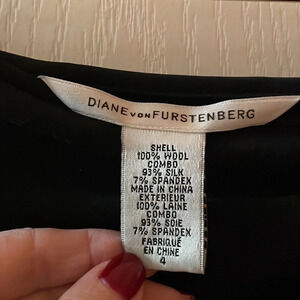 DIANE VON FURSTENBERG
SHELL
100% WOOL
COMBO
93% SILK
7% SPANDEX
MADE IN CHINA
EXTERIEUR
100% LAINE
COMBO
93% SOIE
7% SPANDEX
FABRIQUÉ
EN CHINE
4